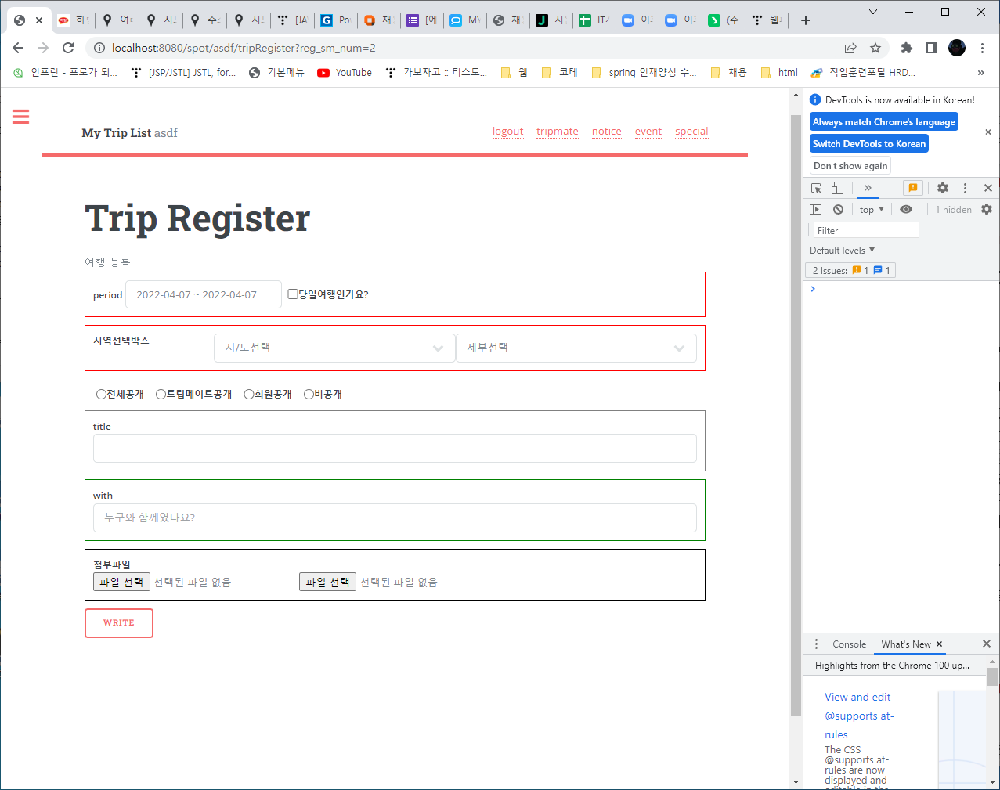 localhost:8080/spot/asdf/tripRegister?reg_sm_num=2
인프런 - 프로가 되... [JSP/JSTL] JSTL, for... 기본메뉴 YouTube 가보자고 :: 티스토... 웹 코테 spring 인재양성 수... 채용 html 직업훈련포털 HRD... »
My Trip List asdf
logout tripmate notice event special
Trip Register
여행 등록
period 2022-04-07 ~ 2022-04-07 당일여행인가요?
지역선택박스 시/도선택 세부선택
전체공개 트립메이트공개 회원공개 비공개
title
with
누구와 함께였나요?
첨부파일
파일 선택 선택된 파일 없음 파일 선택 선택된 파일 없음
WRITE
DevTools is now available in Korean!
Always match Chrome's language
Switch DevTools to Korean
Don't show again
top 1 hidden
Filter
Default levels
2 Issues: 1 1
Console What's New
Highlights from the Chrome 100 up...
View and edit
@supports at-
rules
The CSS
@supports at-
rules are now
displayed and